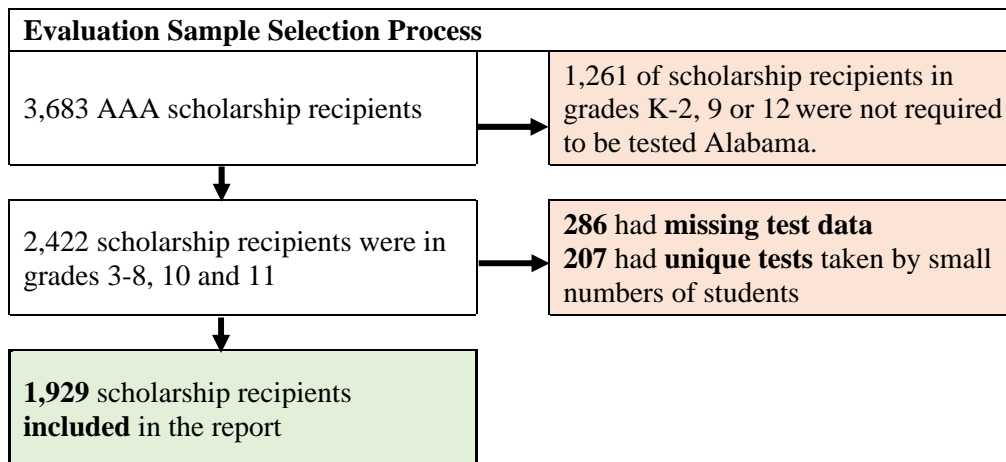 Evaluation Sample Selection Process
3,683 AAA scholarship recipients
1,261 of scholarship recipients in
grades K-2, 9 or 12 were not required
to be tested Alabama.
2,422 scholarship recipients were in
grades 3-8, 10 and 11
286 had missing test data
207 had unique tests taken by small
numbers of students
1,929 scholarship recipients
included in the report